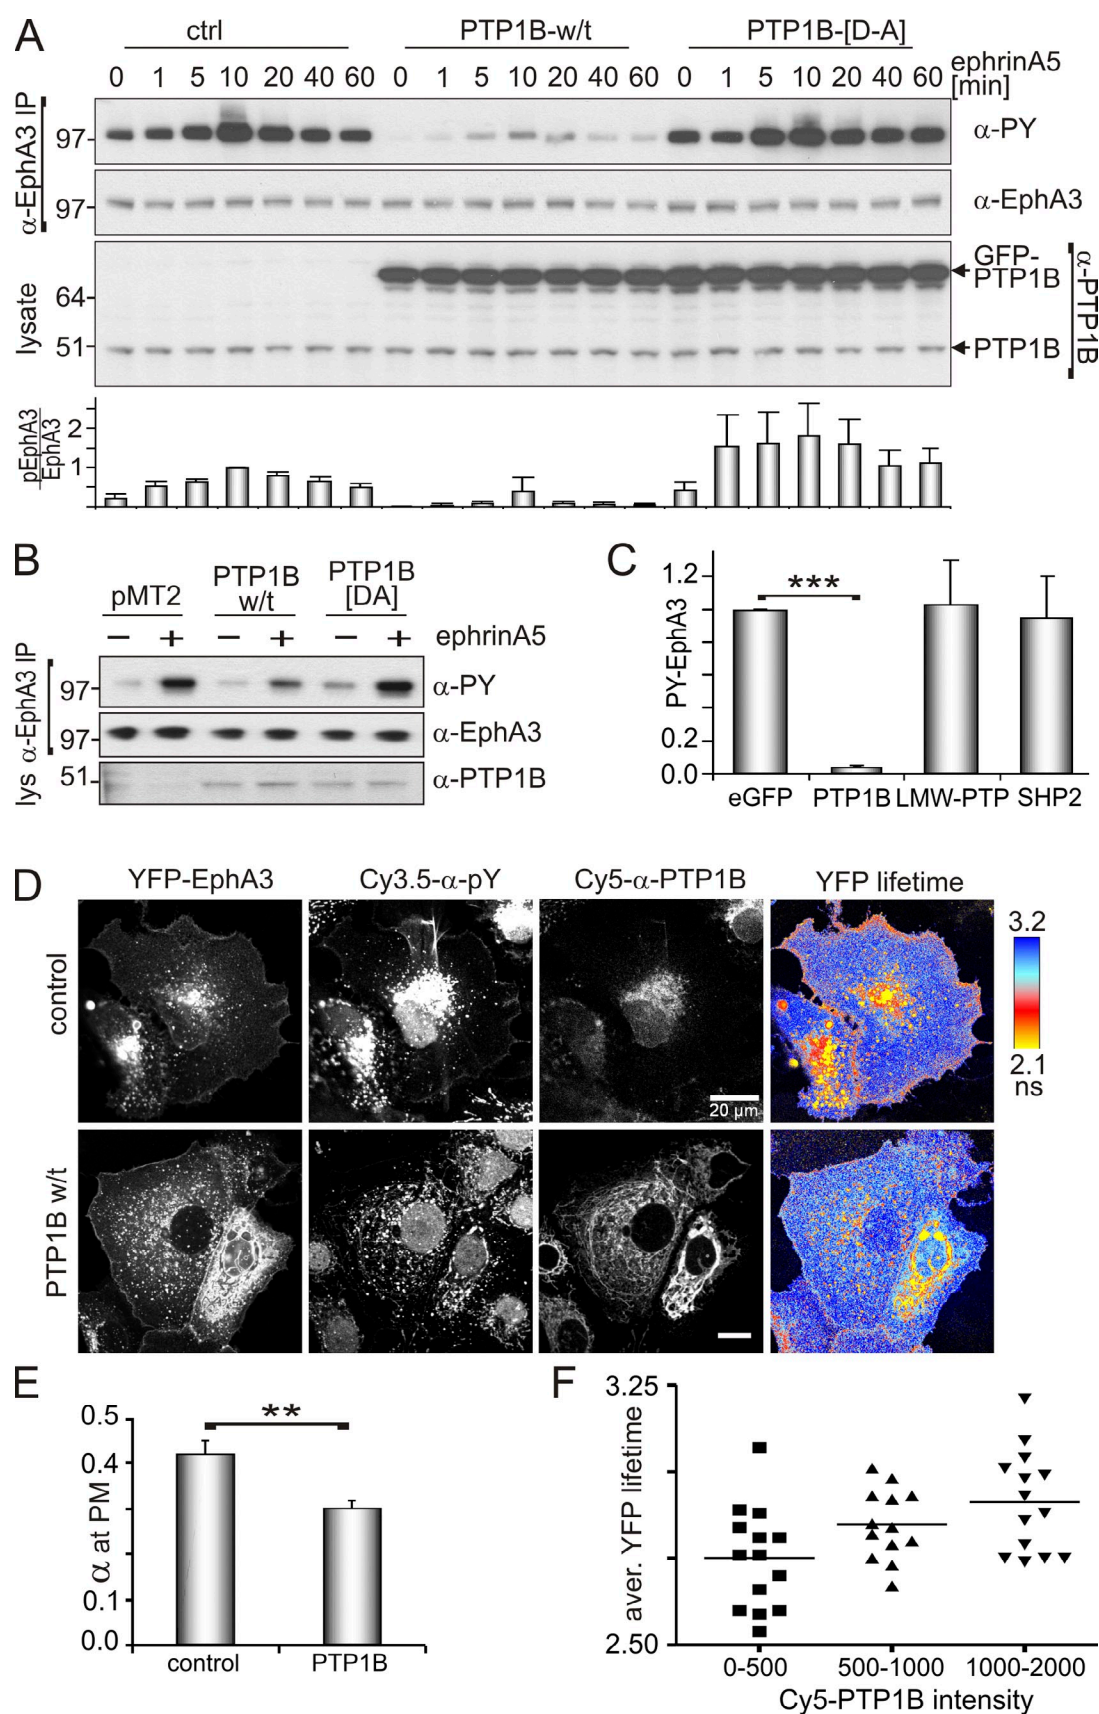 A
ctrl PTP1B-w/t PTP1B-[D-A]
0 1 5 10 20 40 60 0 1 5 10 20 40 60 0 1 5 10 20 40 60 ephrinA5 [min]
α-EphA3 IP
97 α-PY
97 α-EphA3
lysate
64
51
GFP-PTP1B
PTP1B
α-PTP1B
pEphA3
EphA3
2
1
B
pMT2 PTP1B w/t PTP1B [DA]
– + – + – + ephrinA5
lys α-EphA3 IP
97 α-PY
97 α-EphA3
51 α-PTP1B
C
PY-EphA3
1.2
0.2
0.0
***
eGFP PTP1B LMW-PTP SHP2
D
YFP-EphA3 Cy3.5-α-pY Cy5-α-PTP1B YFP lifetime
control
20 µm
3.2
2.1
ns
PTP1B w/t
E
α at PM
0.5
0.4
0.1
0.0
**
control PTP1B
F
aver. YFP lifetime
3.25
2.50
0-500 500-1000 1000-2000
Cy5-PTP1B intensity